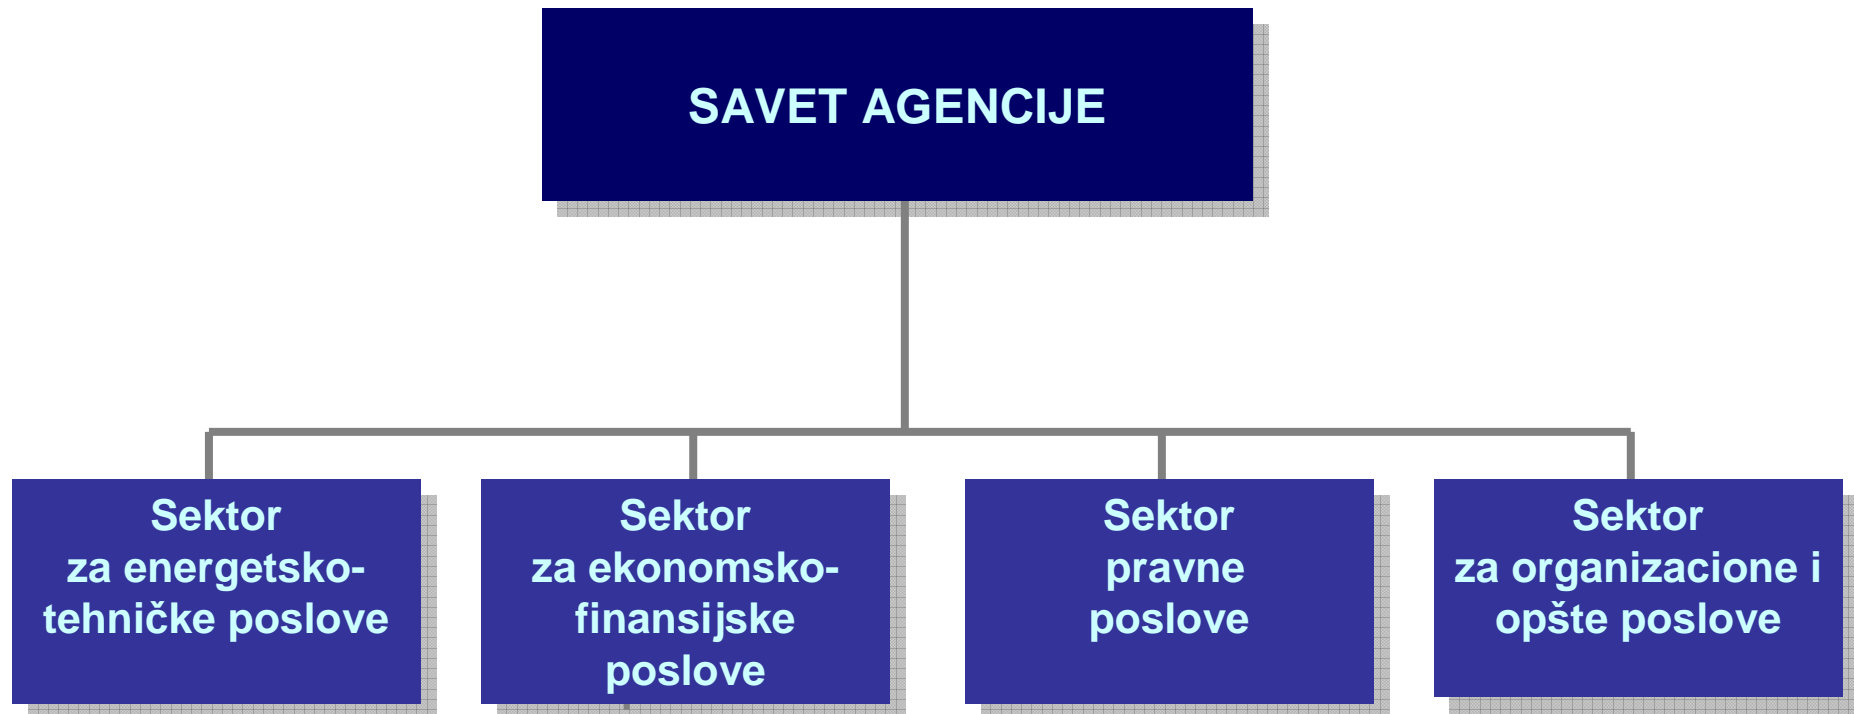 SAVET AGENCIJE
Sektor
za energetsko-
tehničke poslove
Sektor
za ekonomsko-
finansijske
poslove
Sektor
pravne
poslove
Sektor
za organizacione i
opšte poslove